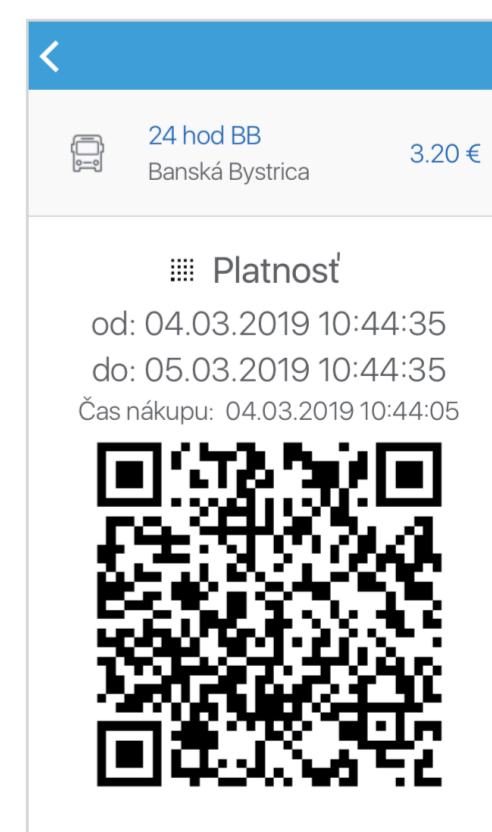 24 hod BB
Banská Bystrica
3.20 €
Platnosť
od: 04.03.2019 10:44:35
do: 05.03.2019 10:44:35
Čas nákupu: 04.03.2019 10:44:05